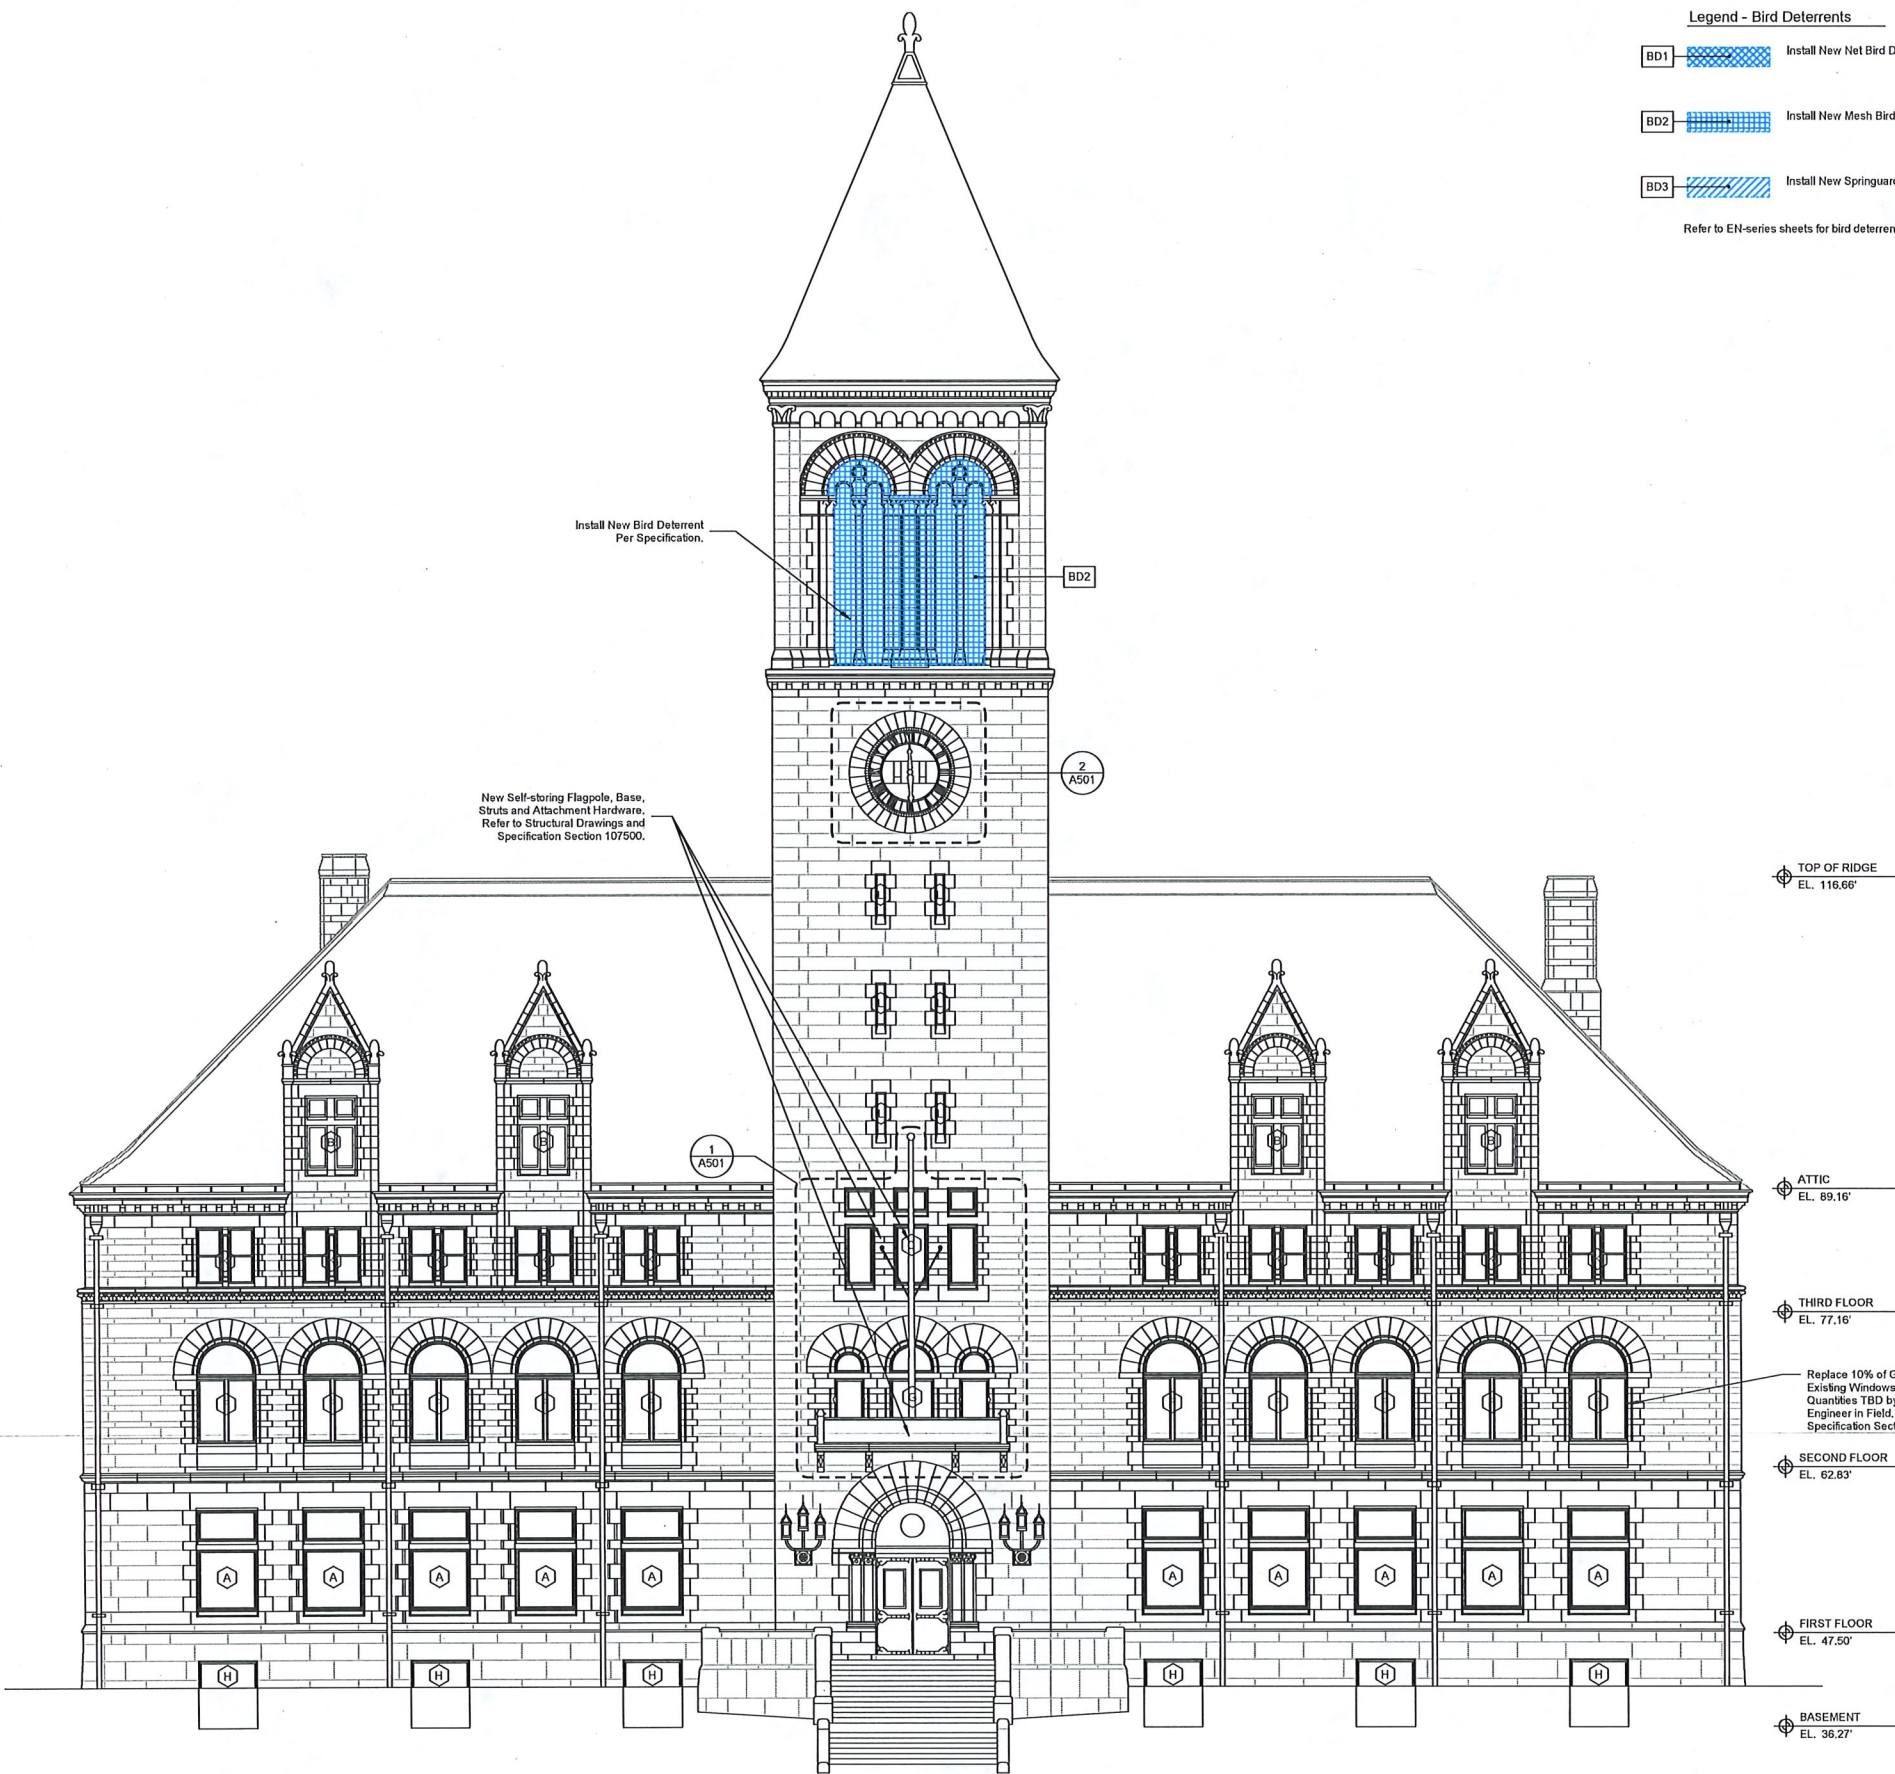 Legend - Bird Deterrents
BD1
Install New Net Bird D
BD2
Install New Mesh Bird
BD3
Install New Springuar
Refer to EN-series sheets for bird deterren
Install New Bird Deterrent
Per Specification.
BD2
2
A501
New Self-storing Flagpole, Base,
Struts and Attachment Hardware.
Refer to Structural Drawings and
Specification Section 107500.
TOP OF RIDGE
EL. 116.66'
B
B
B
B
1
A501
ATTIC
EL. 89.16'
THIRD FLOOR
EL. 77.16'
Replace 10% of G
Existing Windows
Quantities TBD by
Engineer in Field.
Specification Sect
G
SECOND FLOOR
EL. 62.83'
A
A
A
A
A
A
A
A
A
A
FIRST FLOOR
EL. 47.50'
H
H
H
H
H
H
BASEMENT
EL. 36.27'